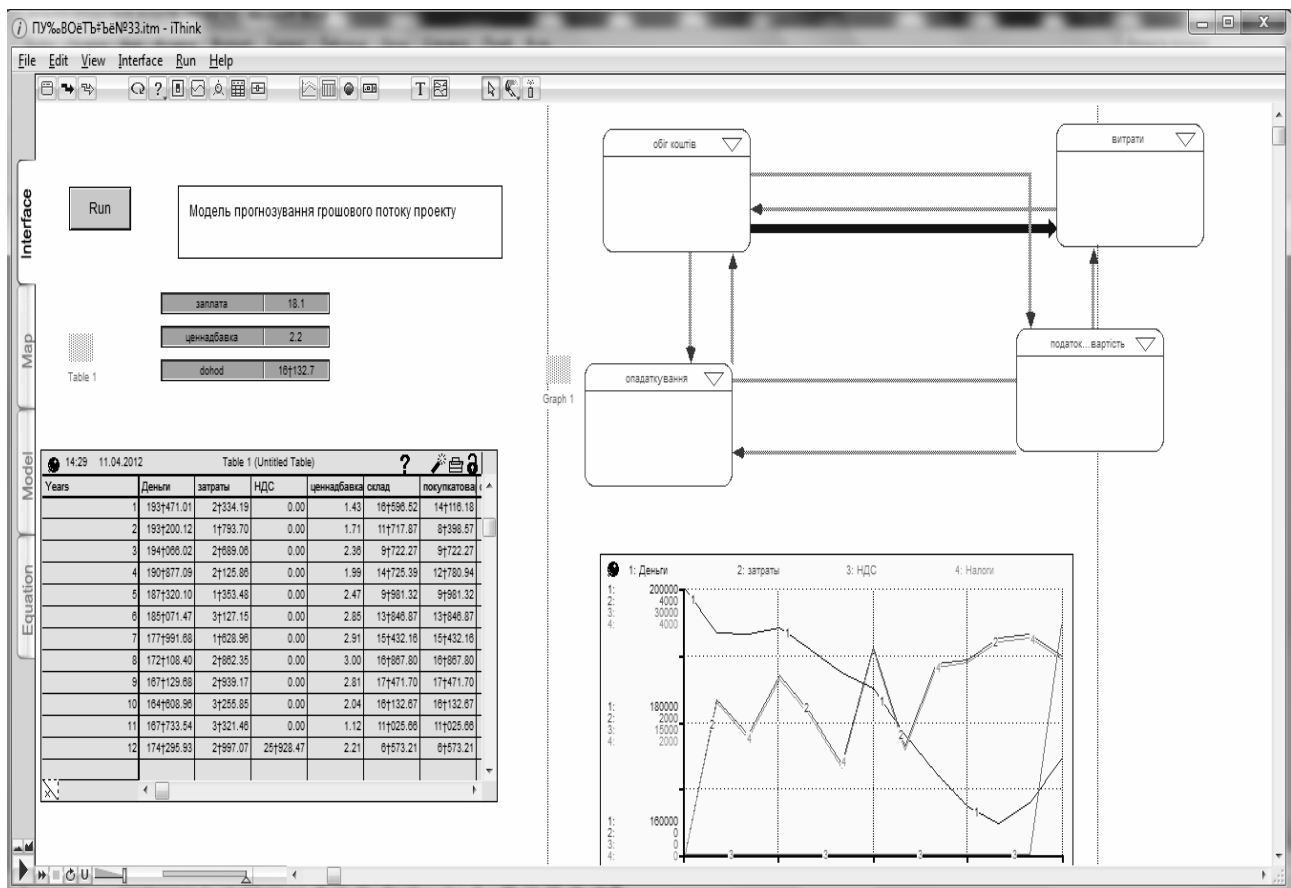 ПУ‰ВОёТЪ‡ЪёN№33.itm - iThink
File Edit View Interface Run Help
Interface
Map
Model
Equation
Run
Модель прогнозування грошового потоку проекту
заплата 18.1
ценнадбавка 2.2
dohod 16†132.7
Table 1
обіг коштів
витрати
податок...вартість
опадаткування
Graph 1
14:29 11.04.2012 Table 1 (Untitled Table) ?
Years Деньги затраты НДС ценнадбавка склад покупкатова
1 193†471.01 2†334.19 0.00 1.43 16†596.52 14†116.18
2 193†200.12 1†793.70 0.00 1.71 11†717.87 8†398.57
3 194†066.02 2†689.06 0.00 2.36 9†722.27 9†722.27
4 190†877.09 2†125.86 0.00 1.99 14†725.39 12†780.94
5 187†320.10 1†353.48 0.00 2.47 9†981.32 9†981.32
6 185†071.47 3†127.15 0.00 2.85 13†846.87 13†846.87
7 177†991.68 1†628.96 0.00 2.91 15†432.16 15†432.16
8 172†108.40 2†862.35 0.00 3.00 16†867.80 16†867.80
9 167†129.68 2†939.17 0.00 2.81 17†471.70 17†471.70
10 164†608.96 3†255.85 0.00 2.04 16†132.67 16†132.67
11 167†733.54 3†321.46 0.00 1.12 11†025.66 11†025.66
12 174†295.93 2†997.07 25†928.47 2.21 6†573.21 6†573.21
1: Деньги 2: затраты 3: НДС 4: Налоги
1: 200000
2: 4000
3: 30000
4: 4000
1: 180000
2: 2000
3: 15000
4: 2000
1: 160000
2: 0
3: 0
4: 0